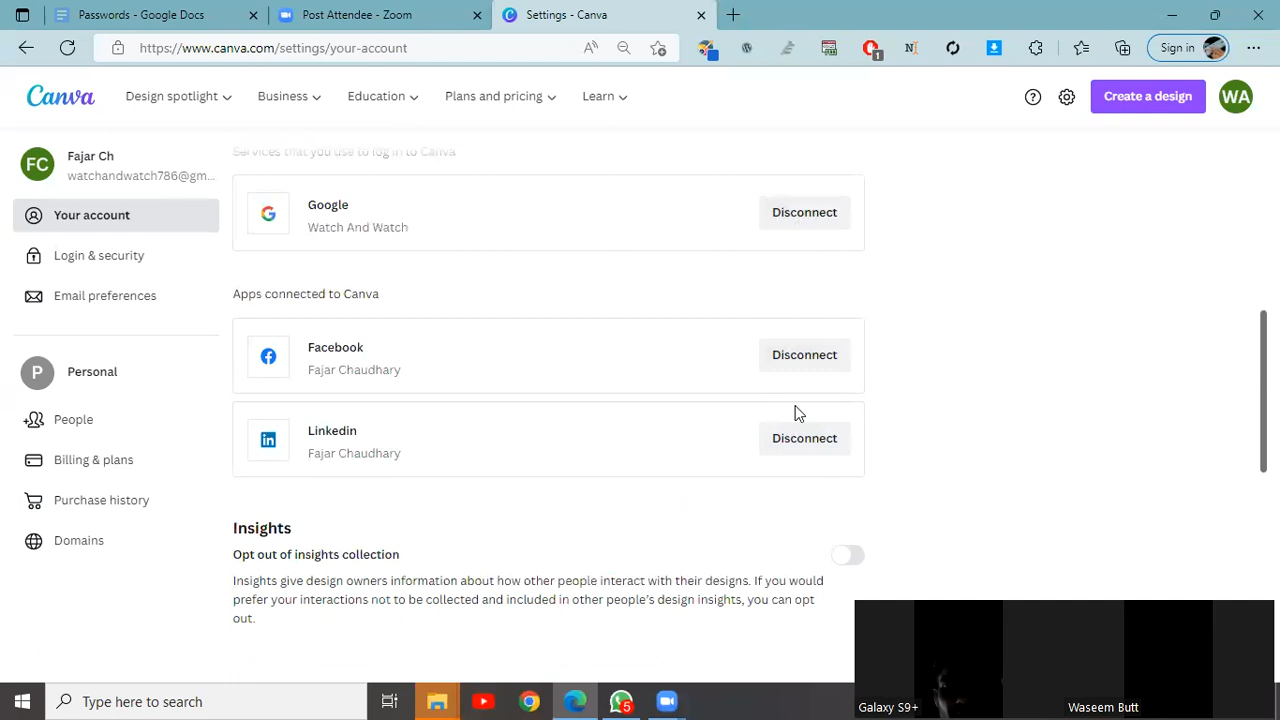 Passwords - Google Docs
Post Attendee - Zoom
Settings - Canva
https://www.canva.com/settings/your-account
Sign in
1
Canva
Design spotlight
Business
Education
Plans and pricing
Learn
Create a design
WA
FC
Fajar Ch
watchandwatch786@gm...
Your account
Login & security
Email preferences
P
Personal
People
Billing & plans
Purchase history
Domains
Services that you use to log in to Canva
Google
Watch And Watch
Disconnect
Apps connected to Canva
Facebook
Fajar Chaudhary
Disconnect
Linkedin
Fajar Chaudhary
Disconnect
Insights
Opt out of insights collection
Insights give design owners information about how other people interact with their designs. If you would
prefer your interactions not to be collected and included in other people's design insights, you can opt
out.
Galaxy S9+
Waseem Butt
Type here to search
5